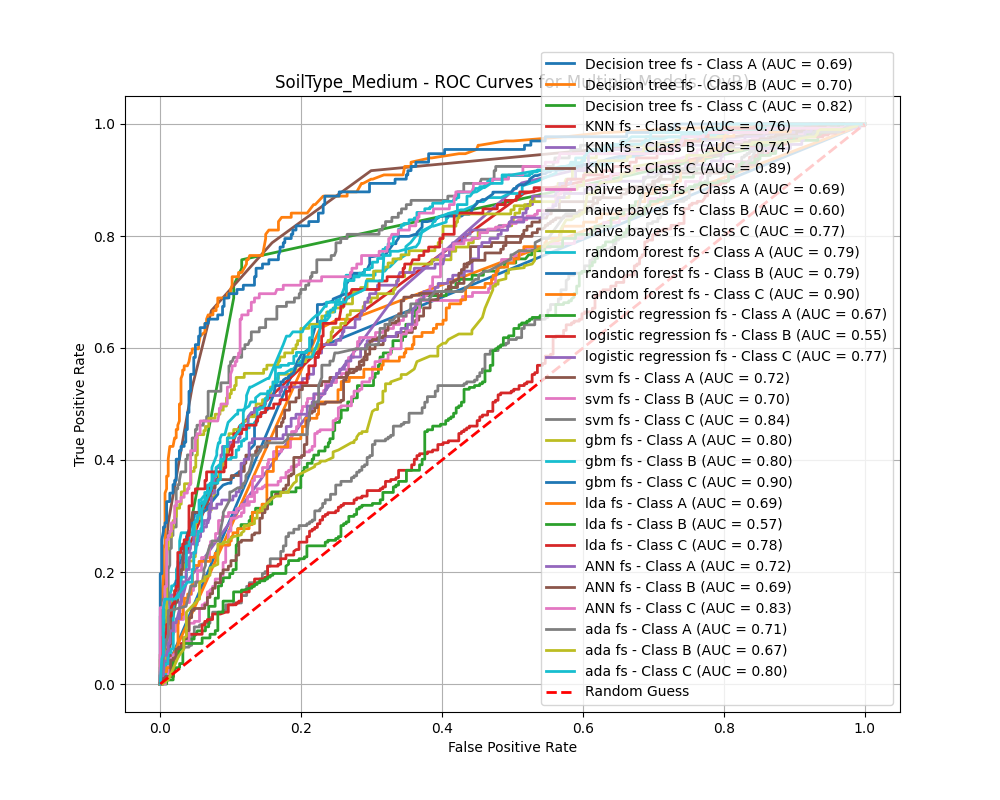 SoilType_Medium - ROC Curves for Multiple Models (OvR)
True Positive Rate
1.0
0.8
0.6
0.4
0.2
0.0
0.0 0.2 0.4 0.6 0.8 1.0
False Positive Rate
Decision tree fs - Class A (AUC = 0.69)
Decision tree fs - Class B (AUC = 0.70)
Decision tree fs - Class C (AUC = 0.82)
KNN fs - Class A (AUC = 0.76)
KNN fs - Class B (AUC = 0.74)
KNN fs - Class C (AUC = 0.89)
naive bayes fs - Class A (AUC = 0.69)
naive bayes fs - Class B (AUC = 0.60)
naive bayes fs - Class C (AUC = 0.77)
random forest fs - Class A (AUC = 0.79)
random forest fs - Class B (AUC = 0.79)
random forest fs - Class C (AUC = 0.90)
logistic regression fs - Class A (AUC = 0.67)
logistic regression fs - Class B (AUC = 0.55)
logistic regression fs - Class C (AUC = 0.77)
svm fs - Class A (AUC = 0.72)
svm fs - Class B (AUC = 0.70)
svm fs - Class C (AUC = 0.84)
gbm fs - Class A (AUC = 0.80)
gbm fs - Class B (AUC = 0.80)
gbm fs - Class C (AUC = 0.90)
lda fs - Class A (AUC = 0.69)
lda fs - Class B (AUC = 0.57)
lda fs - Class C (AUC = 0.78)
ANN fs - Class A (AUC = 0.72)
ANN fs - Class B (AUC = 0.69)
ANN fs - Class C (AUC = 0.83)
ada fs - Class A (AUC = 0.71)
ada fs - Class B (AUC = 0.67)
ada fs - Class C (AUC = 0.80)
Random Guess